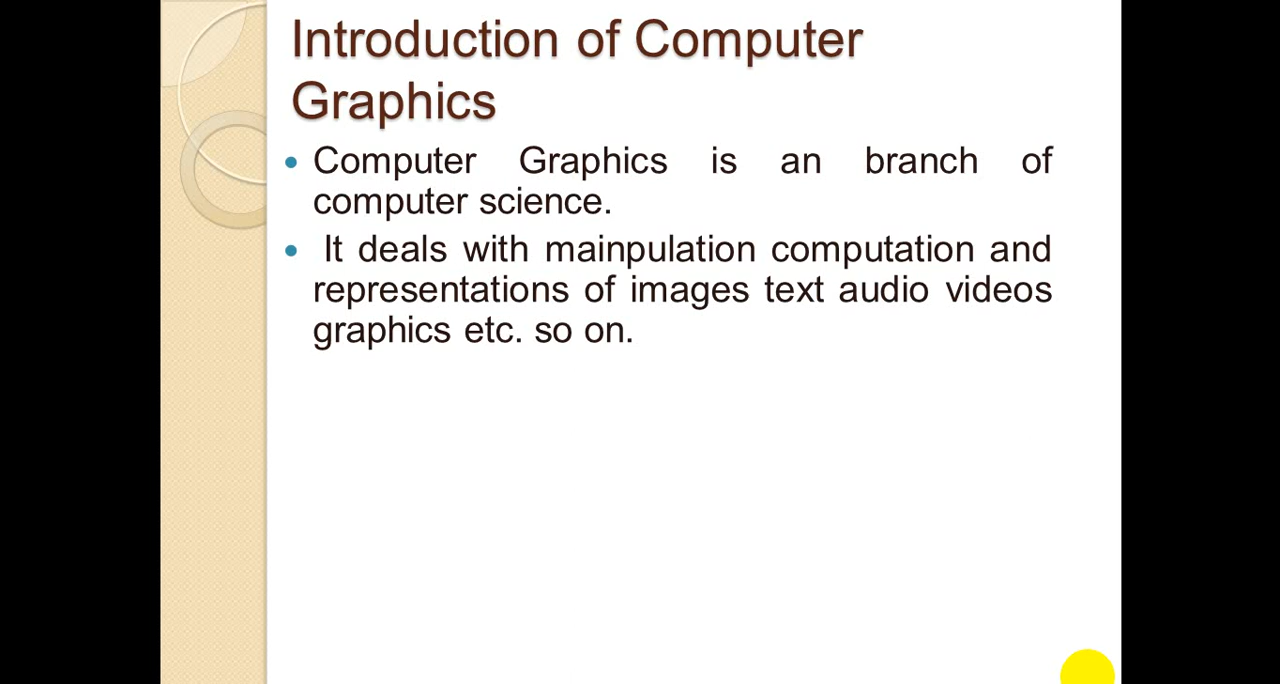 Introduction of Computer
Graphics
• Computer Graphics is an branch of
computer science.
• It deals with mainpulation computation and
representations of images text audio videos
graphics etc. so on.